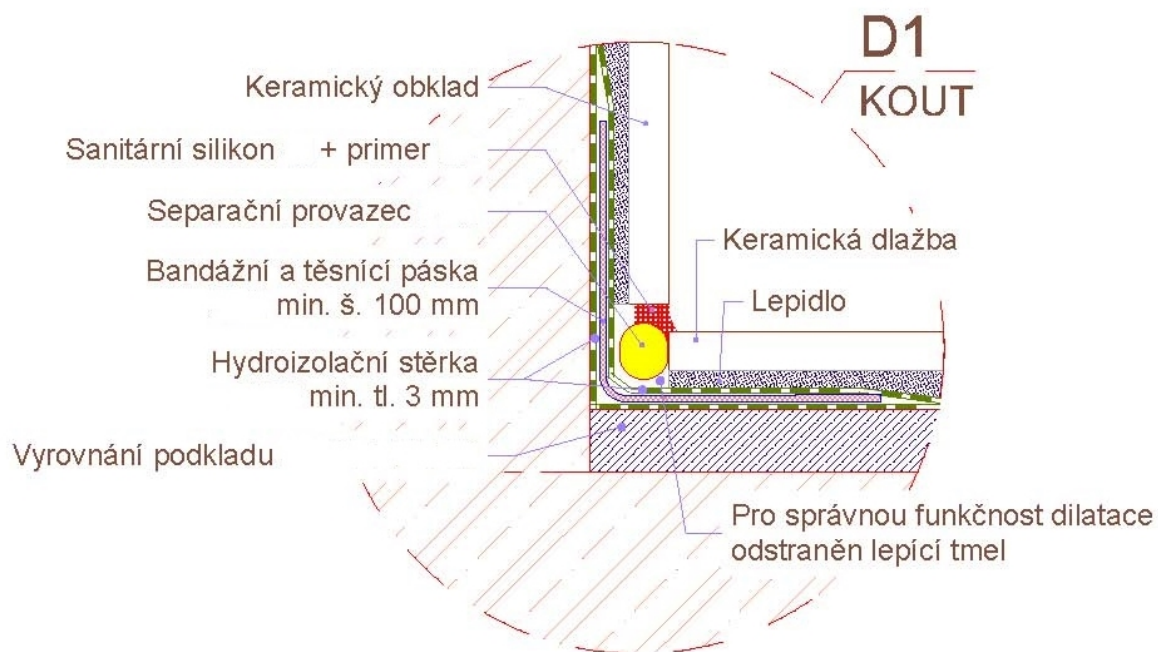 D1
KOUT
Keramický obklad
Sanitární silikon + primer
Separační provazec
Bandážní a těsnící páska
min. š. 100 mm
Hydroizolační stěrka
min. tl. 3 mm
Vyrovnání podkladu
Keramická dlažba
Lepidlo
Pro správnou funkčnost dilatace
odstraněn lepící tmel